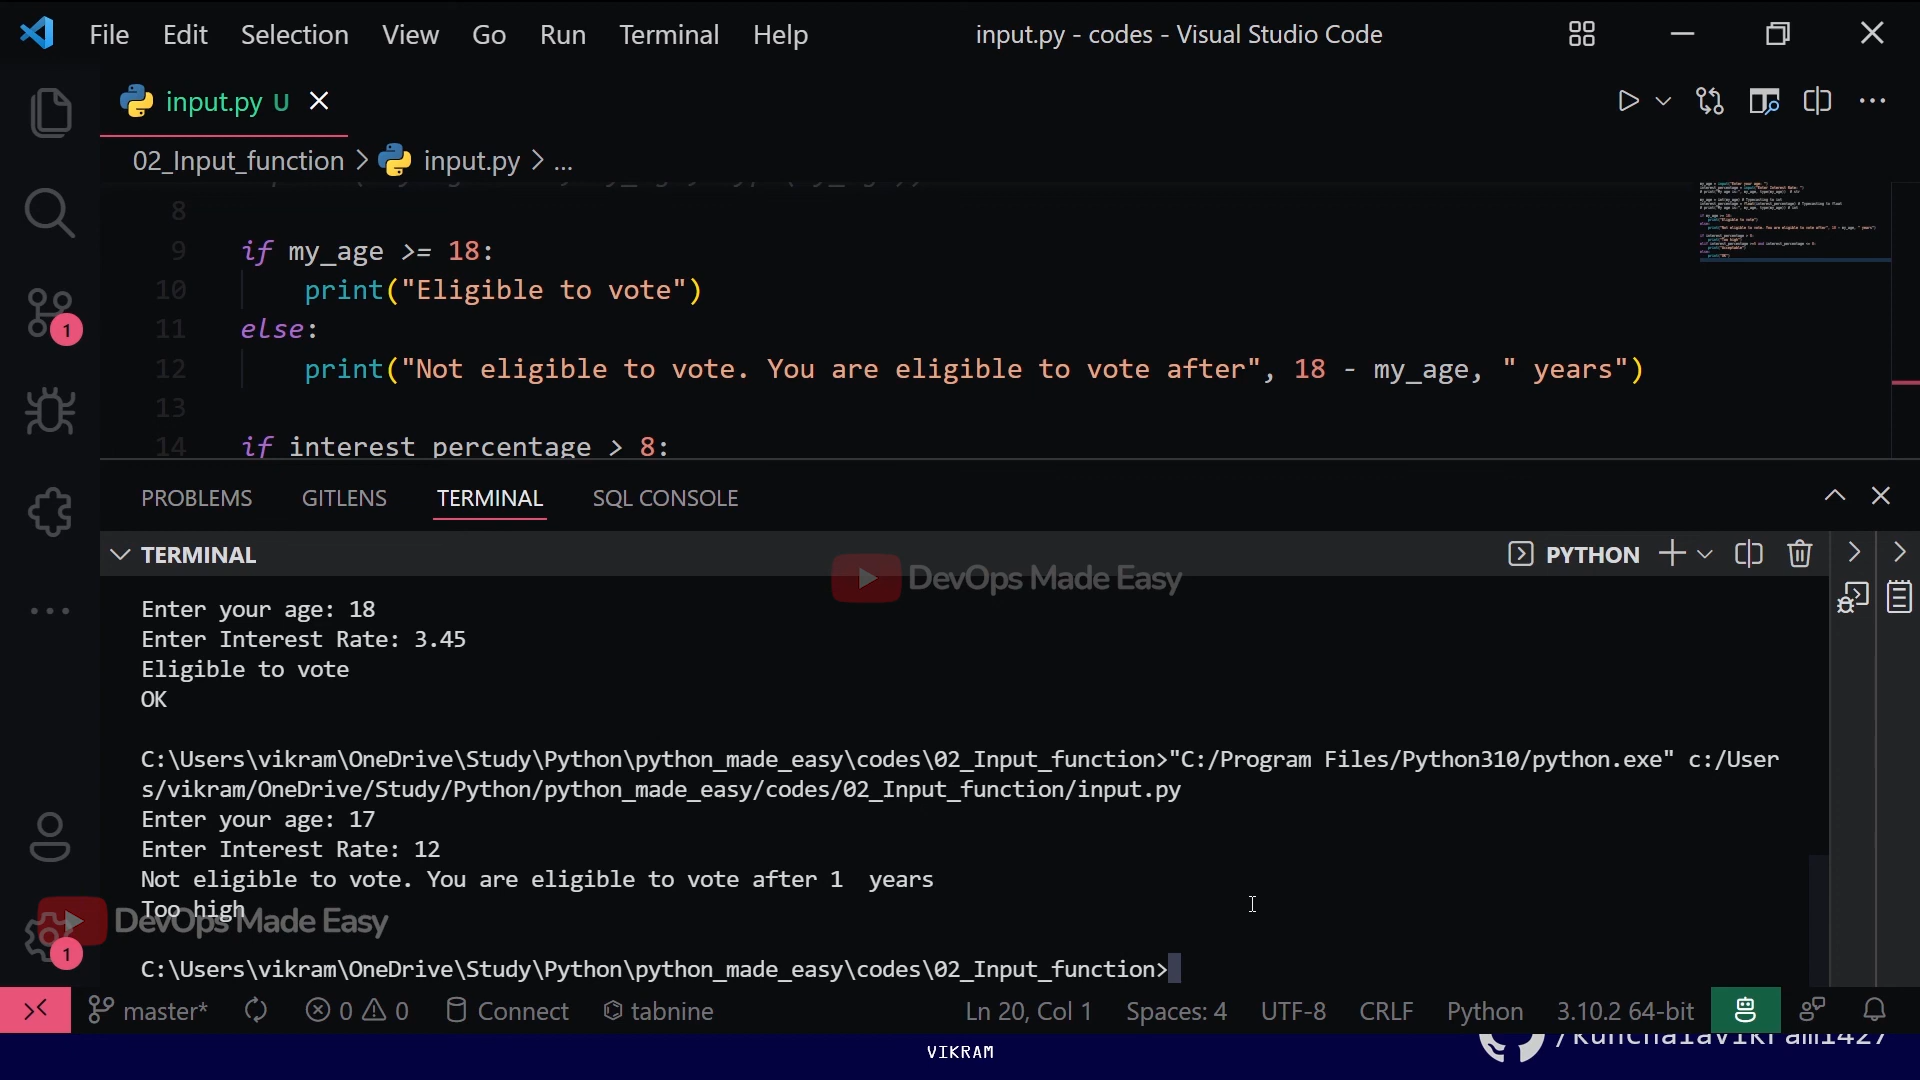 File Edit Selection View Go Run Terminal Help input.py - codes - Visual Studio Code
input.py U
02_Input_function > input.py > ...
8
9 if my_age >= 18:
10 print("Eligible to vote")
11 else:
12 print("Not eligible to vote. You are eligible to vote after", 18 - my_age, " years")
13
14 if interest_percentage > 8:
PROBLEMS GITLENS TERMINAL SQL CONSOLE
TERMINAL PYTHON
DevOps Made Easy
Enter your age: 18
Enter Interest Rate: 3.45
Eligible to vote
OK
C:\Users\vikram\OneDrive\Study\Python\python_made_easy\codes\02_Input_function>"C:/Program Files/Python310/python.exe" c:/User
s/vikram/OneDrive/Study/Python/python_made_easy/codes/02_Input_function/input.py
Enter your age: 17
Enter Interest Rate: 12
Not eligible to vote. You are eligible to vote after 1  years
Too high
DevOps Made Easy
C:\Users\vikram\OneDrive\Study\Python\python_made_easy\codes\02_Input_function>
1
1
master* 0 0 Connect tabnine Ln 20, Col 1 Spaces: 4 UTF-8 CRLF Python 3.10.2 64-bit
VIKRAM
/kunchalavikram1427